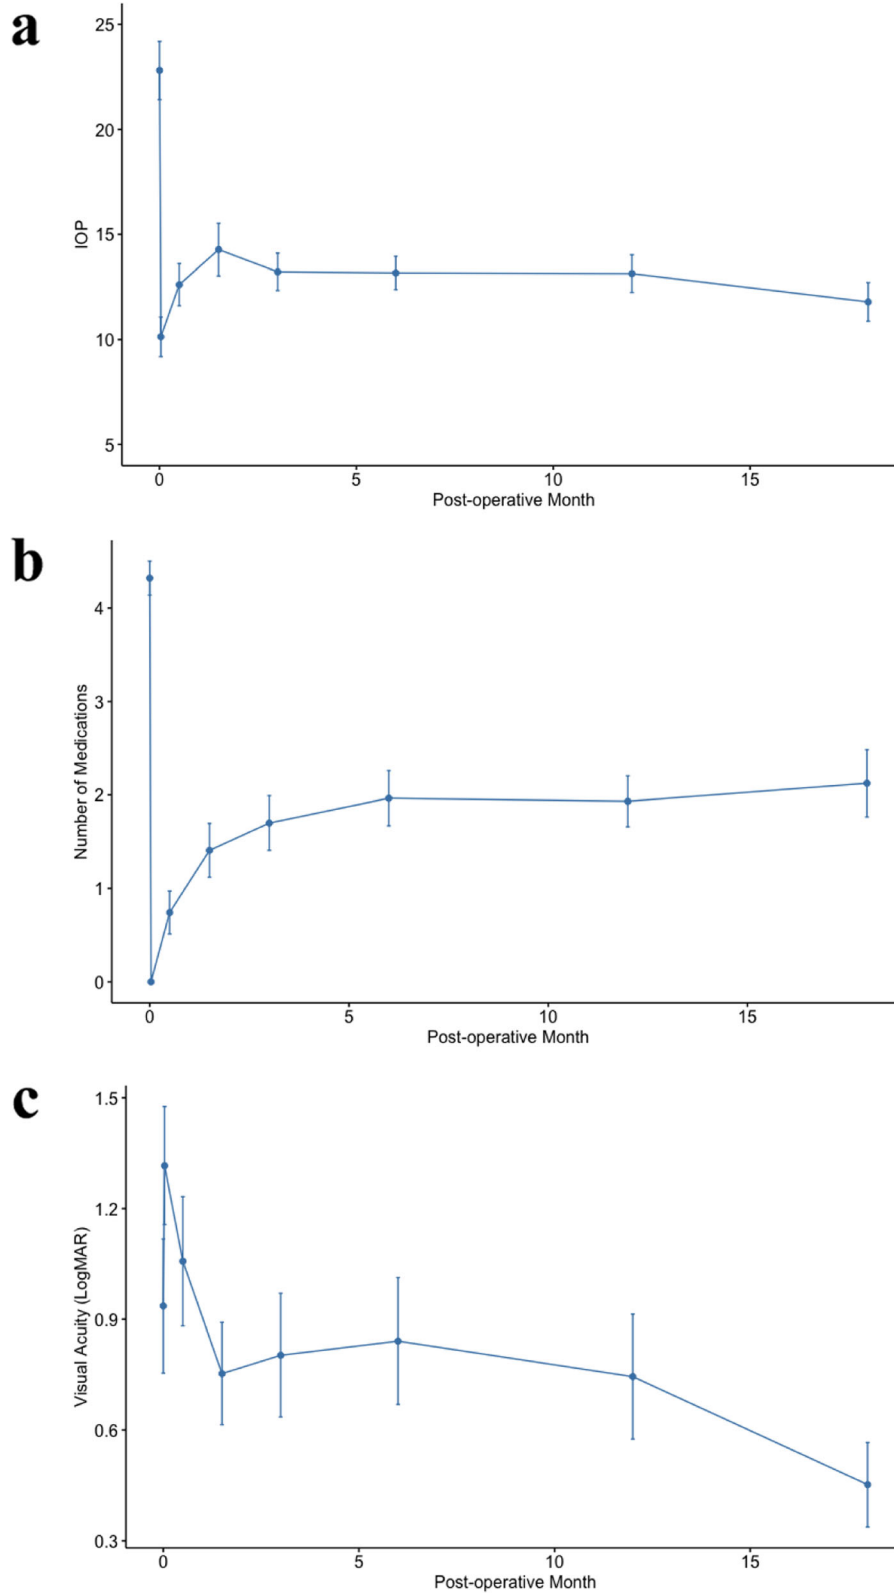 a
25
20
15
10
5
IOP
0 5 10 15
Post-operative Month
b
4
3
2
1
0
Number of Medications
0 5 10 15
Post-operative Month
c
1.5
1.2
0.9
0.6
0.3
Visual Acuity (LogMAR)
0 5 10 15
Post-operative Month